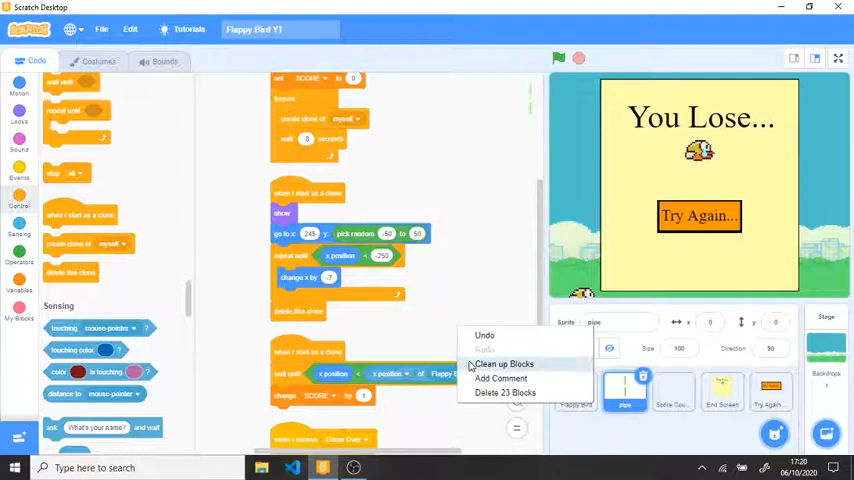 Scratch Desktop
SCRATCH
File
Edit
Tutorials
Flappy Bird YT
Code
Costumes
Sounds
Motion
Looks
Sound
Events
Control
Sensing
Operators
Variables
My Blocks
wait until
repeat until
stop all
when I start as a clone
create clone of myself
delete this clone
Sensing
touching mouse-pointer ?
touching color ?
color is touching ?
distance to mouse-pointer
ask What's your name?
set SCORE to 0
forever
create clone of myself
wait .8 seconds
when I start as a clone
show
go to x: 245 y: pick random -50 to 50
repeat until x position < -250
change x by -7
delete this clone
when I start as a clone
wait until x position < x position of Flappy
change SCORE by 1
when I receive Game Over
Undo
Redo
Clean up Blocks
Add Comment
Delete 23 Blocks
You Lose...
Try Again...
Sprite pipe x 0 y 0
Size 100 Direction 90
Flappy Bird
pipe
Score Cou...
End Screen
Try Again...
Stage
Backdrops
Type here to search
17:20
06/10/2020